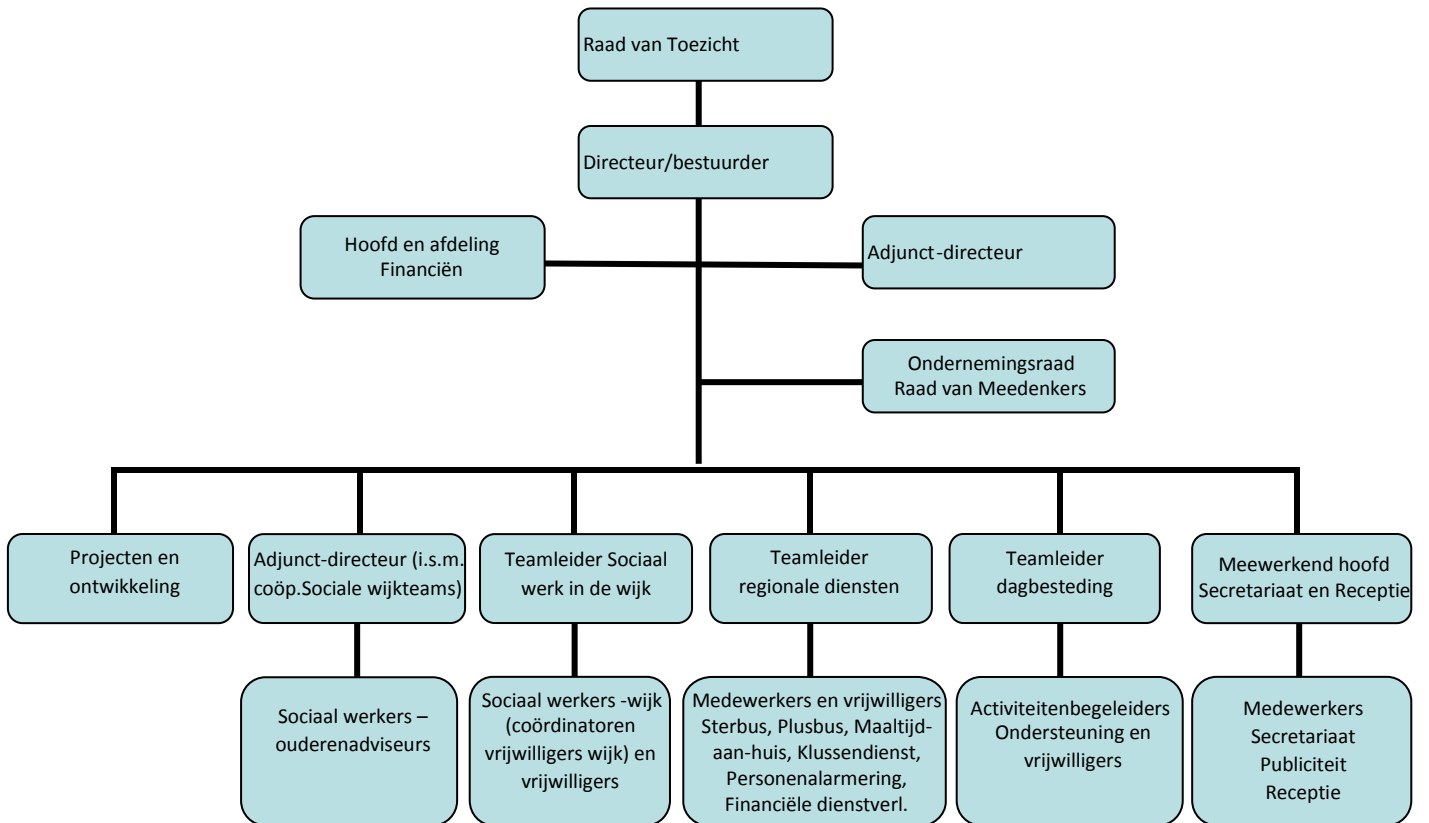 Raad van Toezicht
Directeur/bestuurder
Hoofd en afdeling
Financiën
Adjunct-directeur
Ondernemingsraad
Raad van Meedenkers
Projecten en
ontwikkeling
Adjunct-directeur (i.s.m.
coöp.Sociale wijkteams)
Teamleider Sociaal
werk in de wijk
Teamleider
regionale diensten
Teamleider
dagbesteding
Meewerkend hoofd
Secretariaat en Receptie
Sociaal werkers –
ouderenadviseurs
Sociaal werkers -wijk
(coördinatoren
vrijwilligers wijk) en
vrijwilligers
Medewerkers en vrijwilligers
Sterbus, Plusbus, Maaltijd-
aan-huis, Klussendienst,
Personenalarmering,
Financiële dienstverl.
Activiteitenbegeleiders
Ondersteuning en
vrijwilligers
Medewerkers
Secretariaat
Publiciteit
Receptie